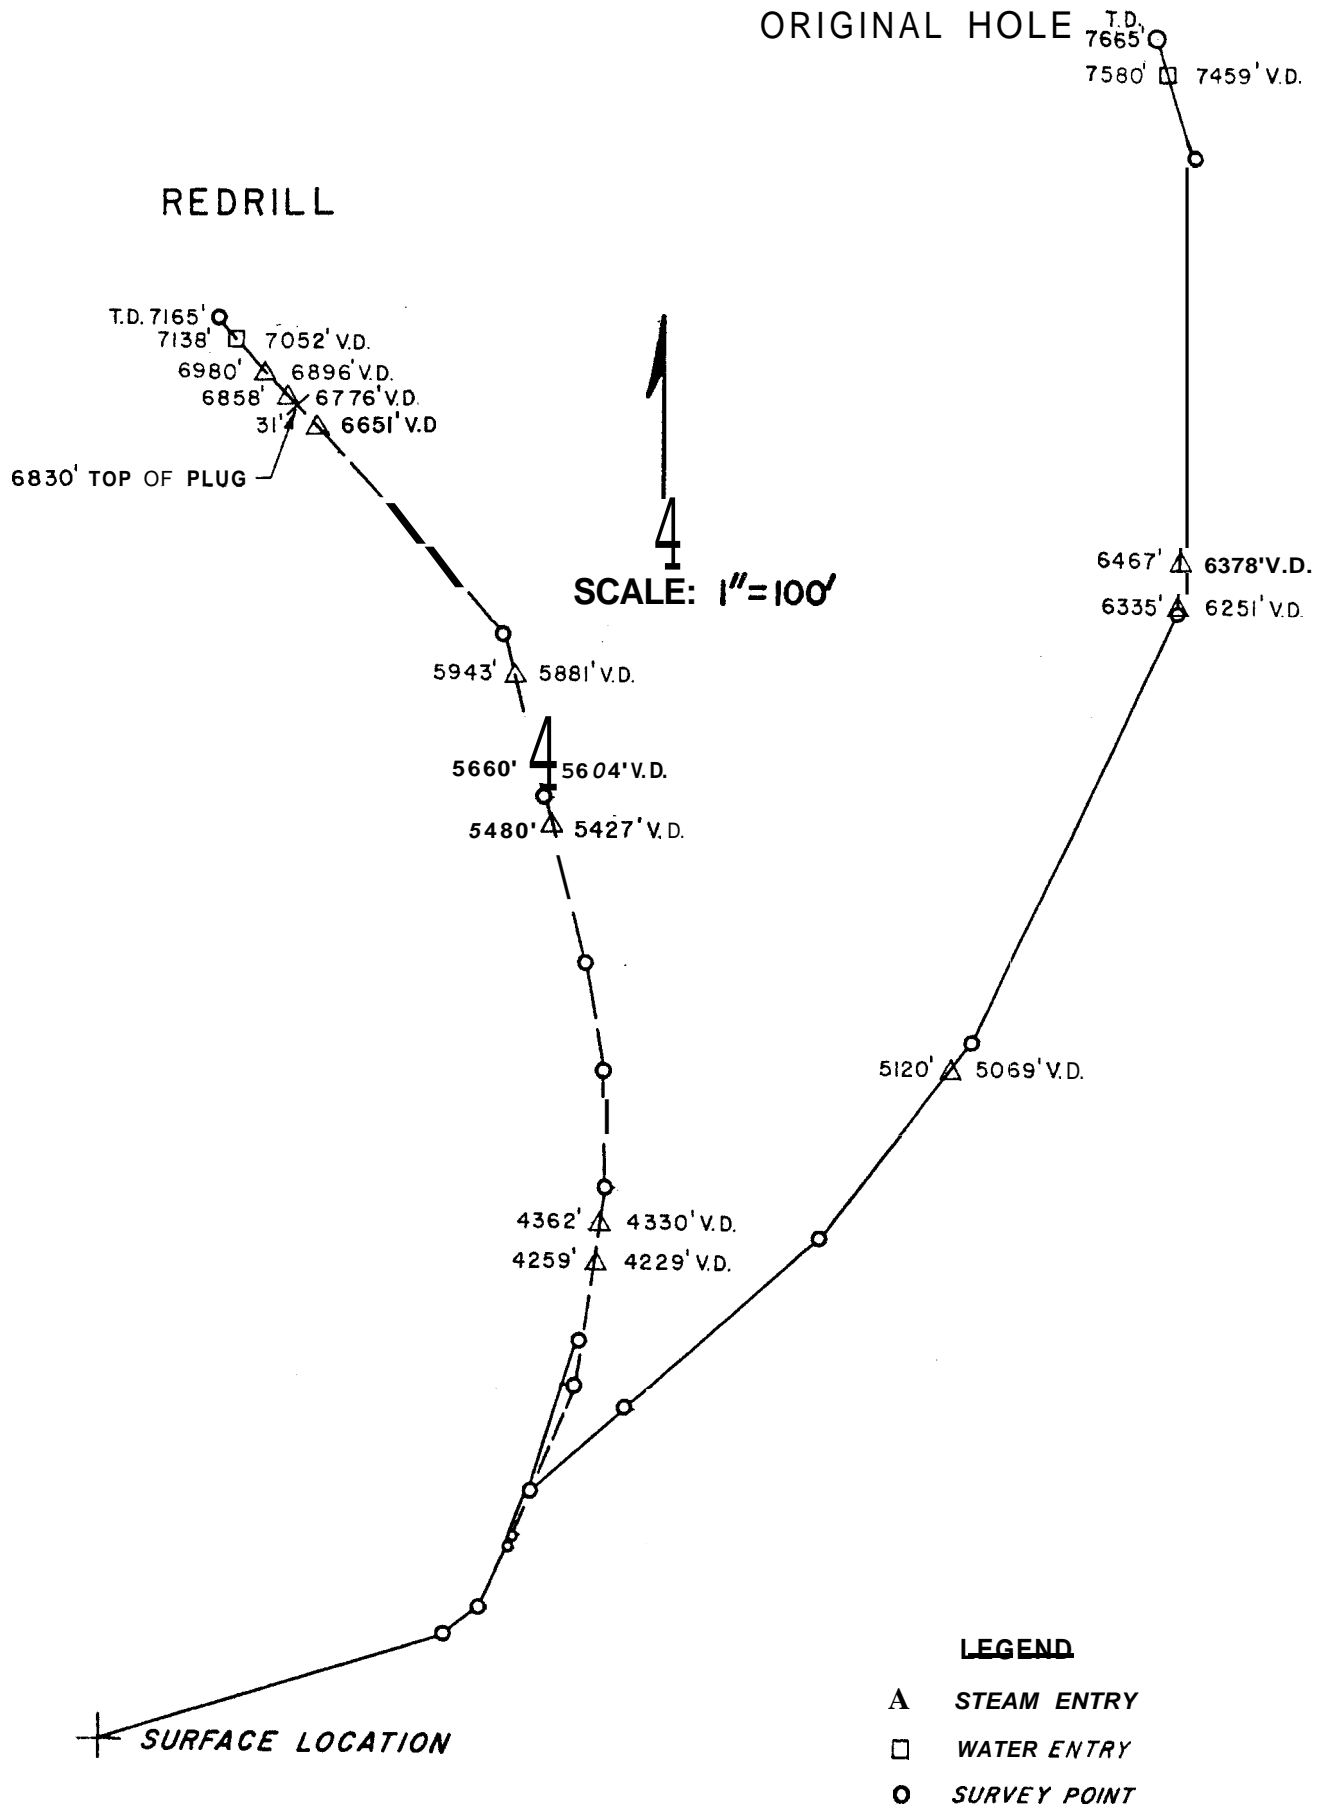 ORIGINAL HOLE
T.D.
7665'
7580' 7459' V.D.
REDRILL
T.D. 7165'
7138' 7052' V.D.
6980' 6896' V.D.
6858' 6776' V.D.
31' 6651' V.D
6830' TOP OF PLUG
SCALE: 1"=100'
6467' 6378' V.D.
6335' 6251' V.D.
5943' 5881' V.D.
5660' 5604' V.D.
5480' 5427' V.D.
5120' 5069' V.D.
4362' 4330' V.D.
4259' 4229' V.D.
LEGEND
A STEAM ENTRY
WATER ENTRY
SURVEY POINT
SURFACE LOCATION